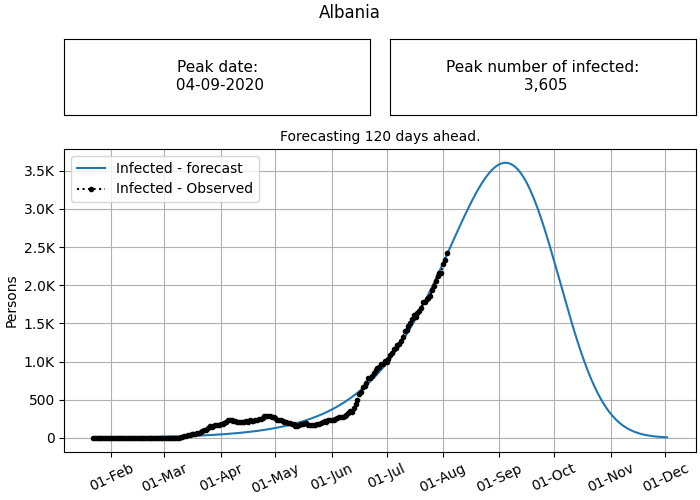 Albania
Peak date:
04-09-2020
Peak number of infected:
3,605
Forecasting 120 days ahead.
Infected - forecast
Infected - Observed
Persons
3.5K
3.0K
2.5K
2.0K
1.5K
1.0K
500
0
01-Feb
01-Mar
01-Apr
01-May
01-Jun
01-Jul
01-Aug
01-Sep
01-Oct
01-Nov
01-Dec